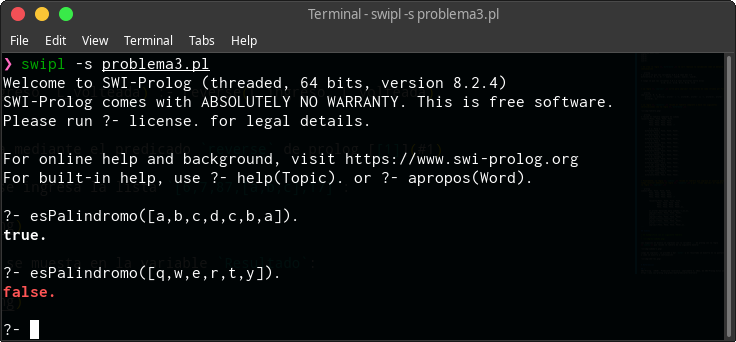 Terminal - swipl -s problema3.pl
File Edit View Terminal Tabs Help
❯ swipl -s problema3.pl
Welcome to SWI-Prolog (threaded, 64 bits, version 8.2.4)
SWI-Prolog comes with ABSOLUTELY NO WARRANTY. This is free software.
Please run ?- license. for legal details.
For online help and background, visit https://www.swi-prolog.org
For built-in help, use ?- help(Topic). or ?- apropos(Word).
?- esPalindromo([a,b,c,d,c,b,a]).
true.
?- esPalindromo([q,w,e,r,t,y]).
false.
?-